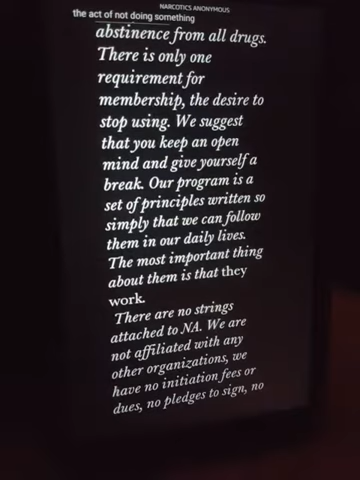 NARCOTICS ANONYMOUS
the act of not doing something
abstinence from all drugs.
There is only one
requirement for
membership, the desire to
stop using. We suggest
that you keep an open
mind and give yourself a
break. Our program is a
set of principles written so
simply that we can follow
them in our daily lives.
The most important thing
about them is that they
work.
There are no strings
attached to NA. We are
not affiliated with any
other organizations, we
have no initiation fees or
dues, no pledges to sign, no